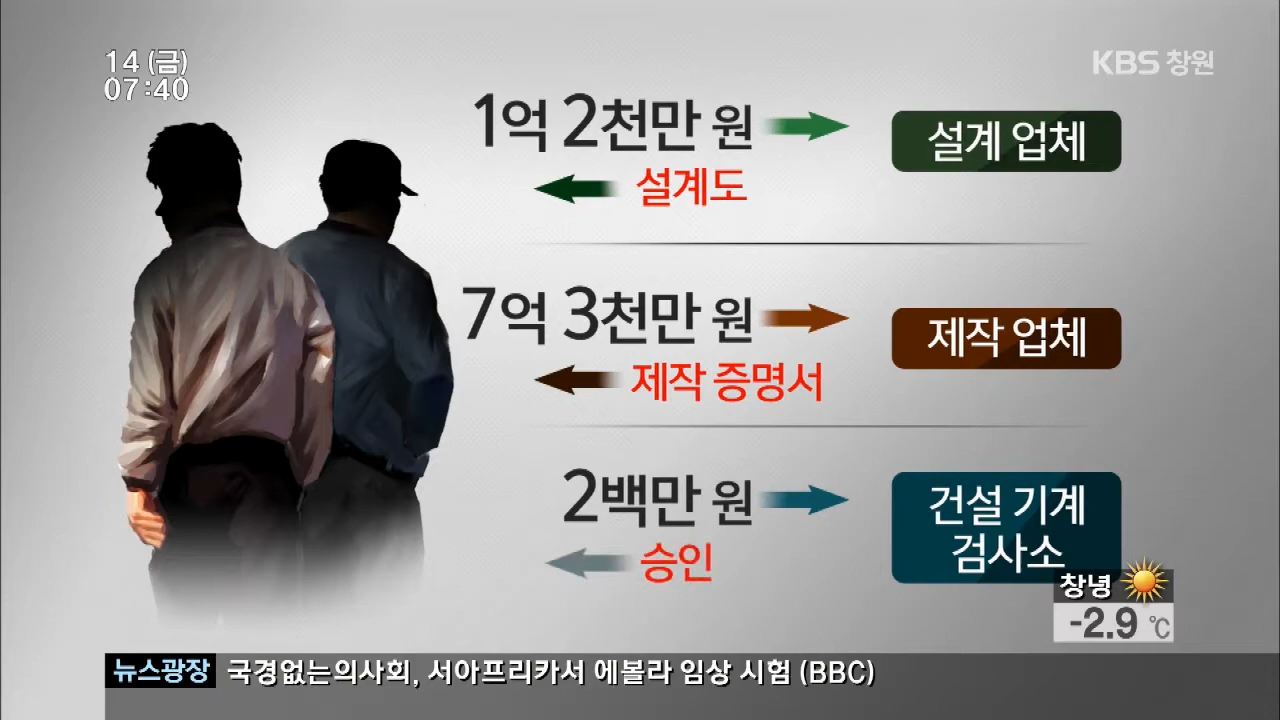 14 (금)
07:40
KBS 창원
1억 2천만 원
설계 업체
설계도
7억 3천만 원
제작 업체
제작 증명서
2백만 원
건설 기계
검사소
승인
창녕
-2.9 ℃
뉴스광장 국경없는의사회, 서아프리카서 에볼라 임상 시험 (BBC)